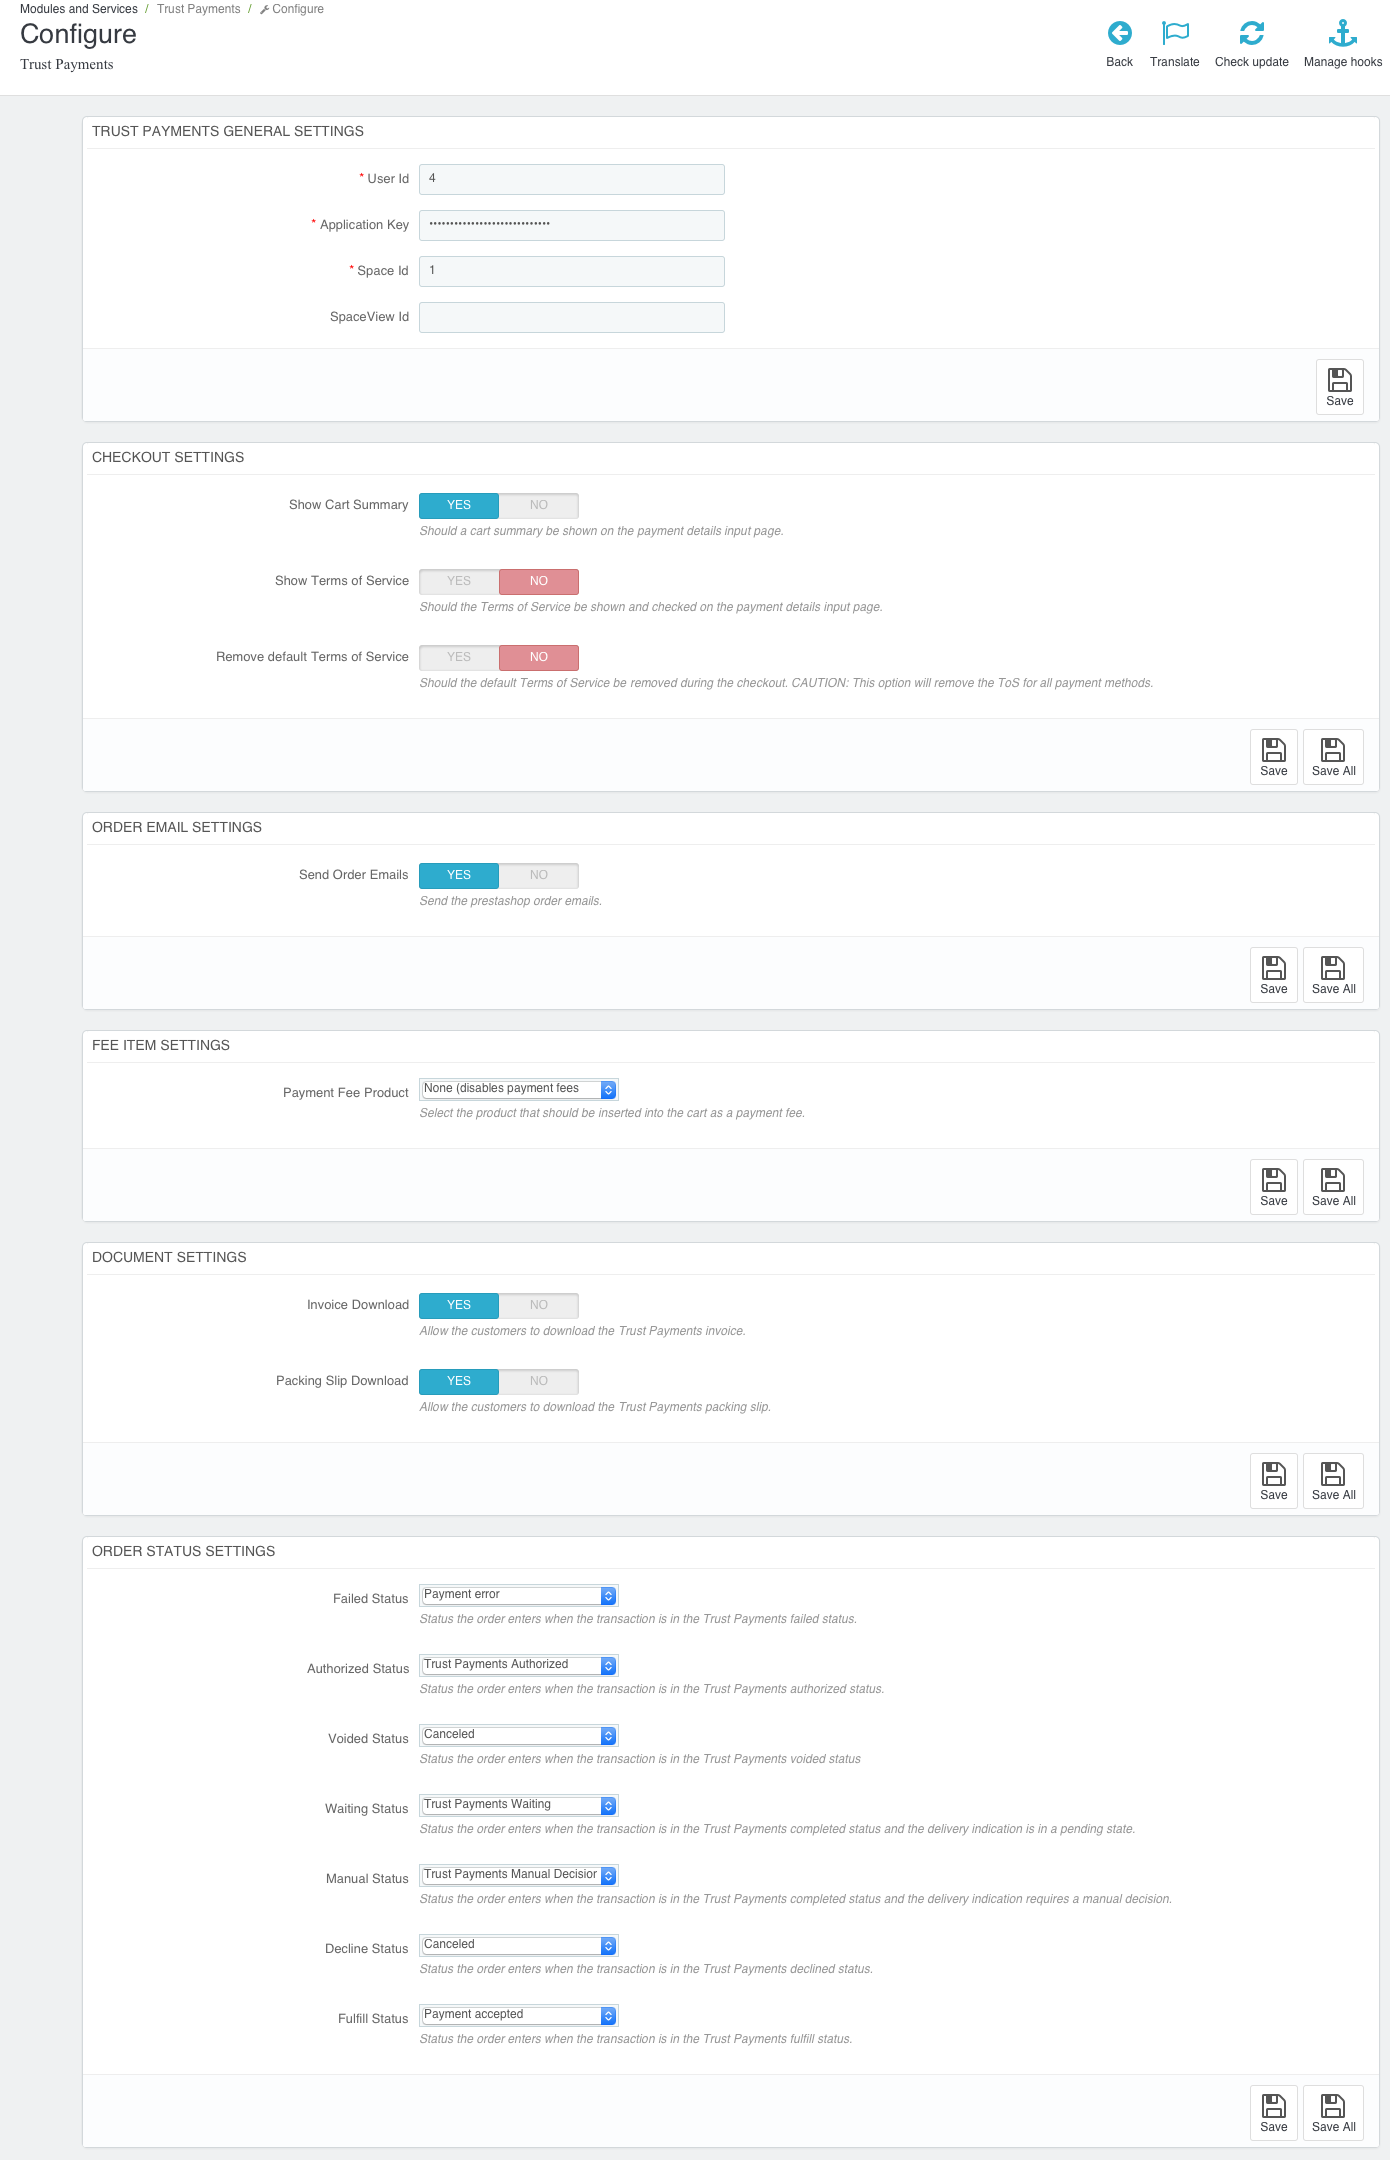 Modules and Services / Trust Payments / Configure
Configure
Trust Payments
Back Translate Check update Manage hooks
TRUST PAYMENTS GENERAL SETTINGS
* User Id 4
* Application Key •••••••••••••••••••••••••••••
* Space Id 1
SpaceView Id
Save
CHECKOUT SETTINGS
Show Cart Summary YES NO
Should a cart summary be shown on the payment details input page.
Show Terms of Service YES NO
Should the Terms of Service be shown and checked on the payment details input page.
Remove default Terms of Service YES NO
Should the default Terms of Service be removed during the checkout. CAUTION: This option will remove the ToS for all payment methods.
Save Save All
ORDER EMAIL SETTINGS
Send Order Emails YES NO
Send the prestashop order emails.
Save Save All
FEE ITEM SETTINGS
Payment Fee Product None (disables payment fees
Select the product that should be inserted into the cart as a payment fee.
Save Save All
DOCUMENT SETTINGS
Invoice Download YES NO
Allow the customers to download the Trust Payments invoice.
Packing Slip Download YES NO
Allow the customers to download the Trust Payments packing slip.
Save Save All
ORDER STATUS SETTINGS
Failed Status Payment error
Status the order enters when the transaction is in the Trust Payments failed status.
Authorized Status Trust Payments Authorized
Status the order enters when the transaction is in the Trust Payments authorized status.
Voided Status Canceled
Status the order enters when the transaction is in the Trust Payments voided status
Waiting Status Trust Payments Waiting
Status the order enters when the transaction is in the Trust Payments completed status and the delivery indication is in a pending state.
Manual Status Trust Payments Manual Decision
Status the order enters when the transaction is in the Trust Payments completed status and the delivery indication requires a manual decision.
Decline Status Canceled
Status the order enters when the transaction is in the Trust Payments declined status.
Fulfill Status Payment accepted
Status the order enters when the transaction is in the Trust Payments fulfill status.
Save Save All